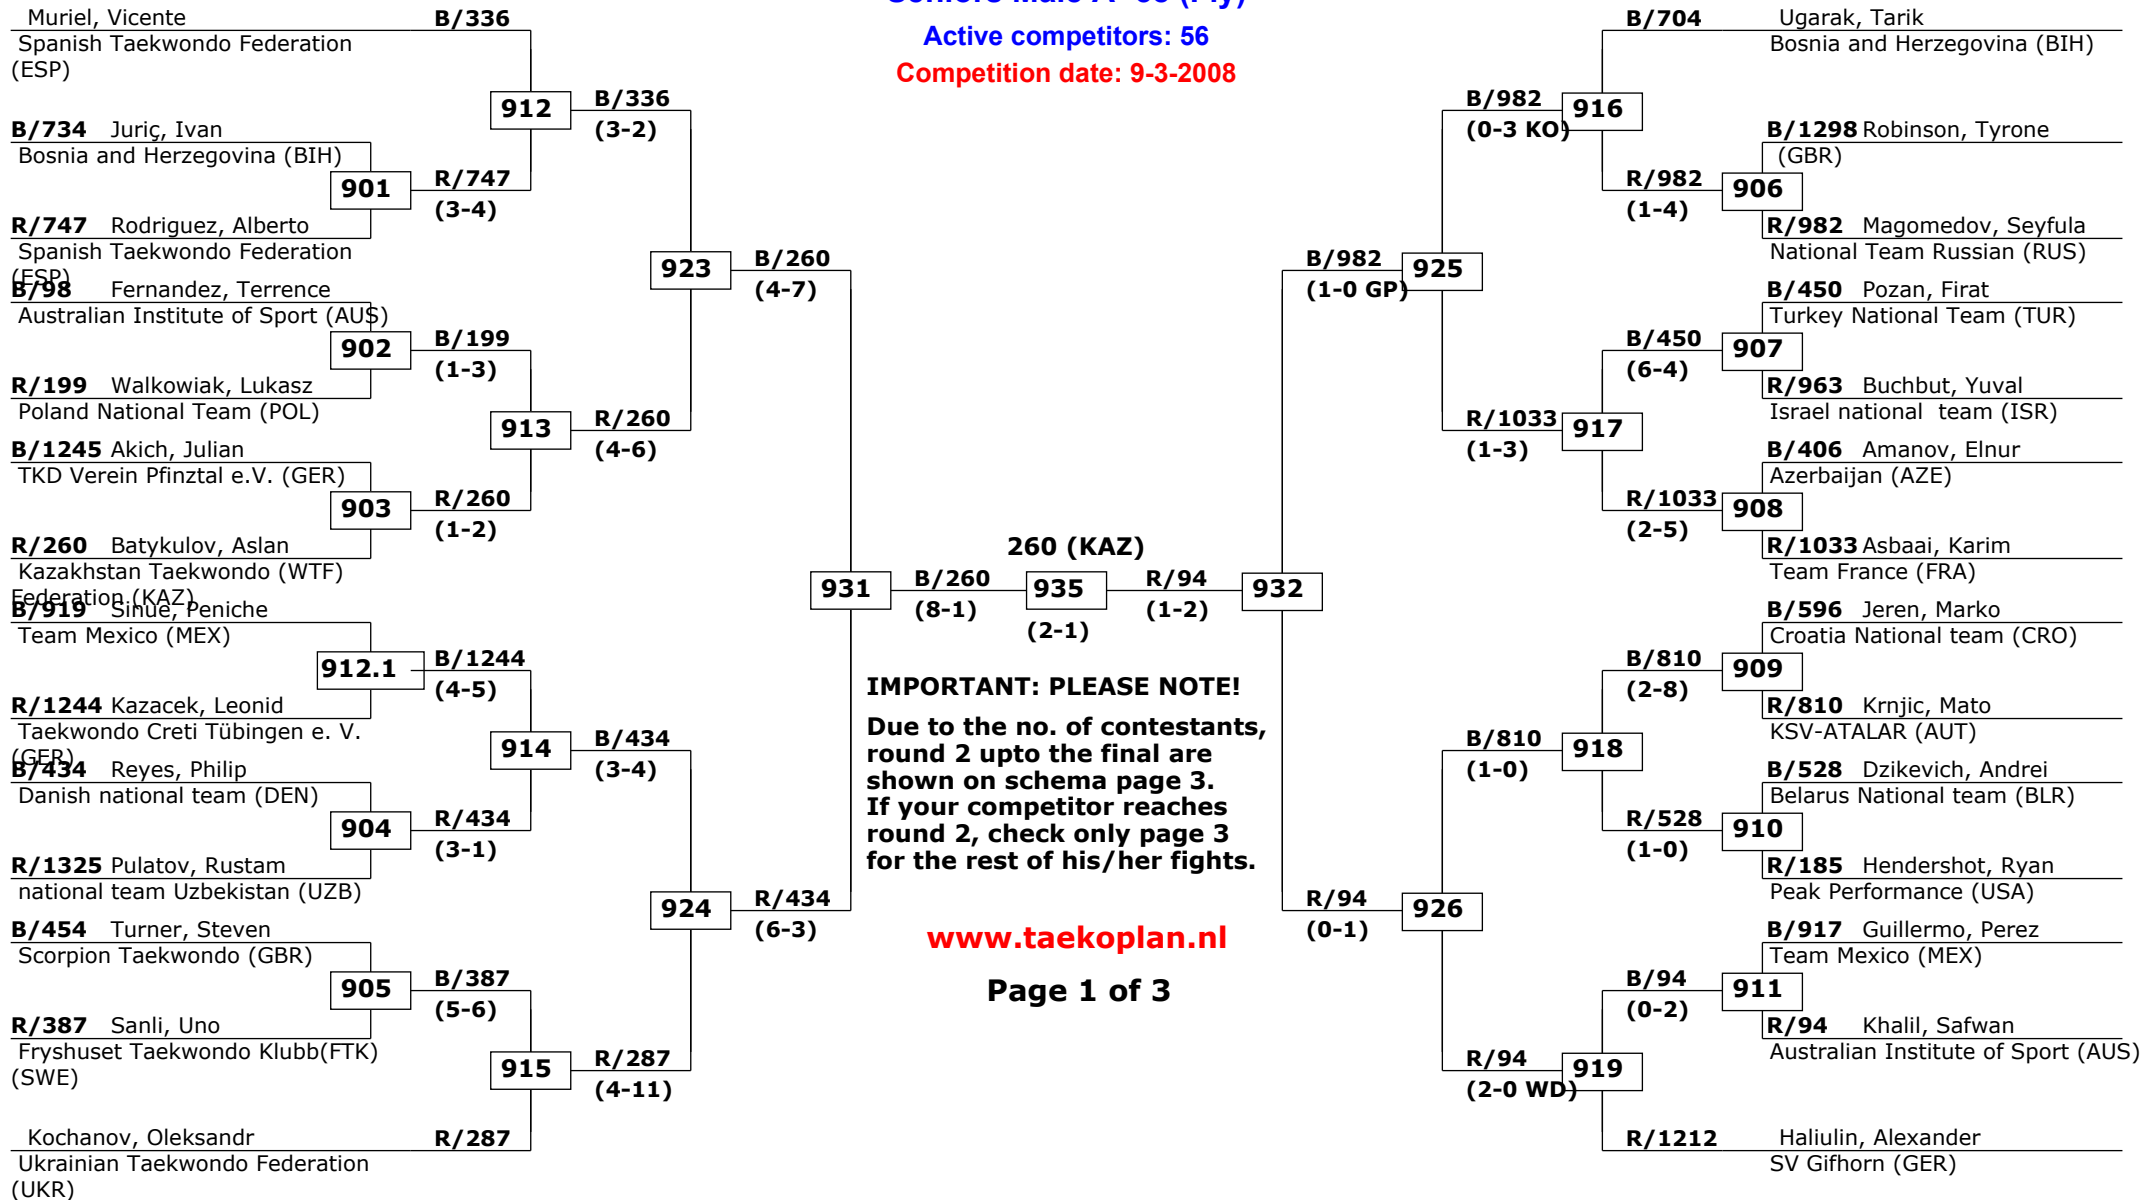 Seniors Male A -58 (Fly)
Active competitors: 56
Competition date: 9-3-2008
Muriel, Vicente
B/336
Spanish Taekwondo Federation
(ESP)
912
B/336
(3-2)
B/734 Juriç, Ivan
Bosnia and Herzegovina (BIH)
901
R/747
(3-4)
R/747 Rodriguez, Alberto
Spanish Taekwondo Federation
(ESP)
923
B/260
(4-7)
B/98 Fernandez, Terrence
Australian Institute of Sport (AUS)
902
B/199
(1-3)
R/199 Walkowiak, Lukasz
Poland National Team (POL)
913
R/260
(4-6)
B/1245 Akich, Julian
TKD Verein Pfinztal e.V. (GER)
903
R/260
(1-2)
R/260 Batykulov, Aslan
Kazakhstan Taekwondo (WTF)
Federation (KAZ)
931
B/260
(8-1)
B/919 Sinue, Peniche
Team Mexico (MEX)
912.1
B/1244
(4-5)
R/1244 Kazacek, Leonid
Taekwondo Creti Tübingen e. V.
(GER)
914
B/434
(3-4)
B/434 Reyes, Philip
Danish national team (DEN)
904
R/434
(3-1)
R/1325 Pulatov, Rustam
national team Uzbekistan (UZB)
924
R/434
(6-3)
B/454 Turner, Steven
Scorpion Taekwondo (GBR)
905
B/387
(5-6)
R/387 Sanli, Uno
Fryshuset Taekwondo Klubb(FTK)
(SWE)
915
R/287
(4-11)
Kochanov, Oleksandr
R/287
Ukrainian Taekwondo Federation
(UKR)
260 (KAZ)
935
(2-1)
R/94
(1-2)
932
IMPORTANT: PLEASE NOTE!
Due to the no. of contestants,
round 2 upto the final are
shown on schema page 3.
If your competitor reaches
round 2, check only page 3
for the rest of his/her fights.
www.taekoplan.nl
Page 1 of 3
B/704 Ugarak, Tarik
Bosnia and Herzegovina (BIH)
B/982
(0-3 KO)
916
B/1298 Robinson, Tyrone
(GBR)
R/982
(1-4)
906
R/982 Magomedov, Seyfula
National Team Russian (RUS)
B/982
(1-0 GP)
925
B/450 Pozan, Firat
Turkey National Team (TUR)
B/450
(6-4)
907
R/963 Buchbut, Yuval
Israel national team (ISR)
R/1033
(1-3)
917
B/406 Amanov, Elnur
Azerbaijan (AZE)
R/1033
(2-5)
908
R/1033 Asbaai, Karim
Team France (FRA)
B/596 Jeren, Marko
Croatia National team (CRO)
B/810
(2-8)
909
R/810 Krnjic, Mato
KSV-ATALAR (AUT)
B/810
(1-0)
918
B/528 Dzikevich, Andrei
Belarus National team (BLR)
R/528
(1-0)
910
R/185 Hendershot, Ryan
Peak Performance (USA)
R/94
(0-1)
926
B/917 Guillermo, Perez
Team Mexico (MEX)
B/94
(0-2)
911
R/94 Khalil, Safwan
Australian Institute of Sport (AUS)
R/94
(2-0 WD)
919
R/1212 Haliulin, Alexander
SV Gifhorn (GER)